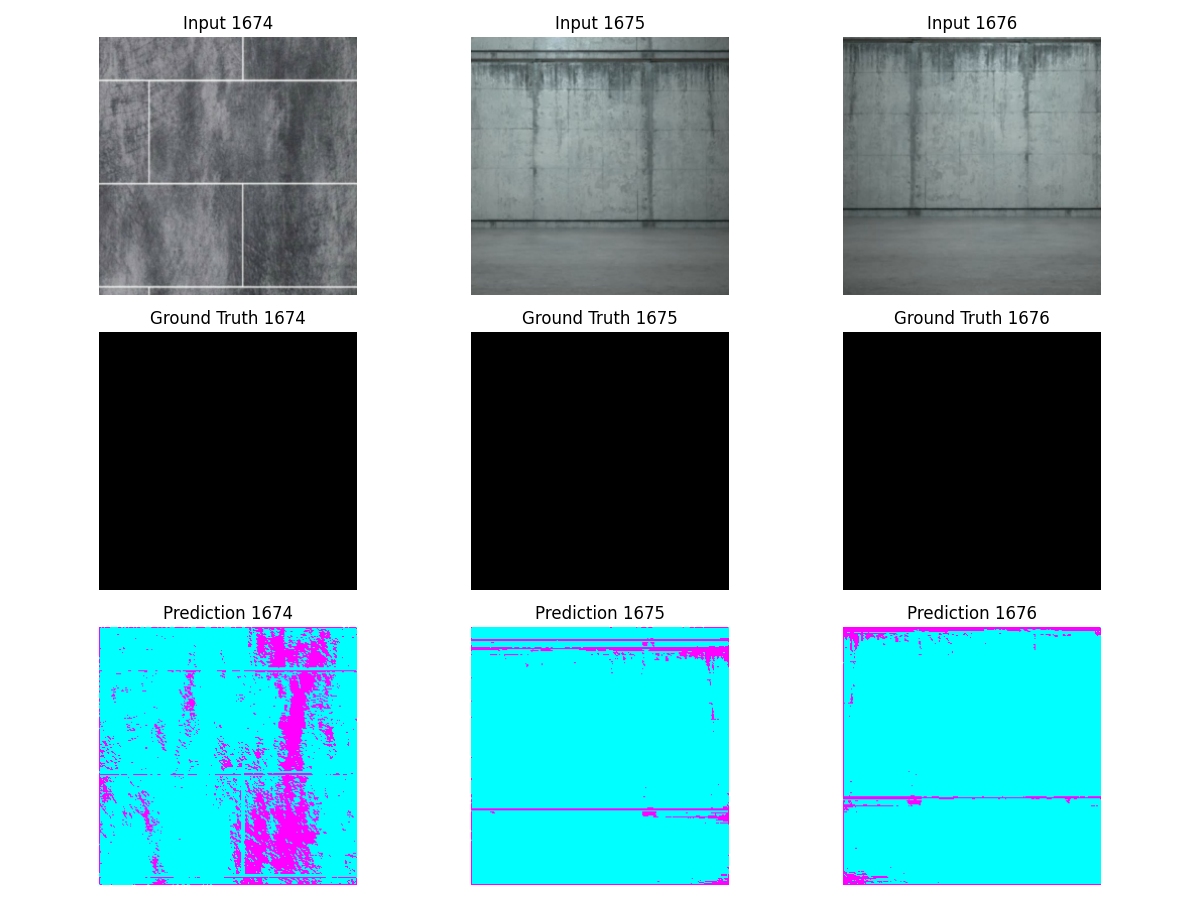 Input 1674
Input 1675
Input 1676
Ground Truth 1674
Ground Truth 1675
Ground Truth 1676
Prediction 1674
Prediction 1675
Prediction 1676